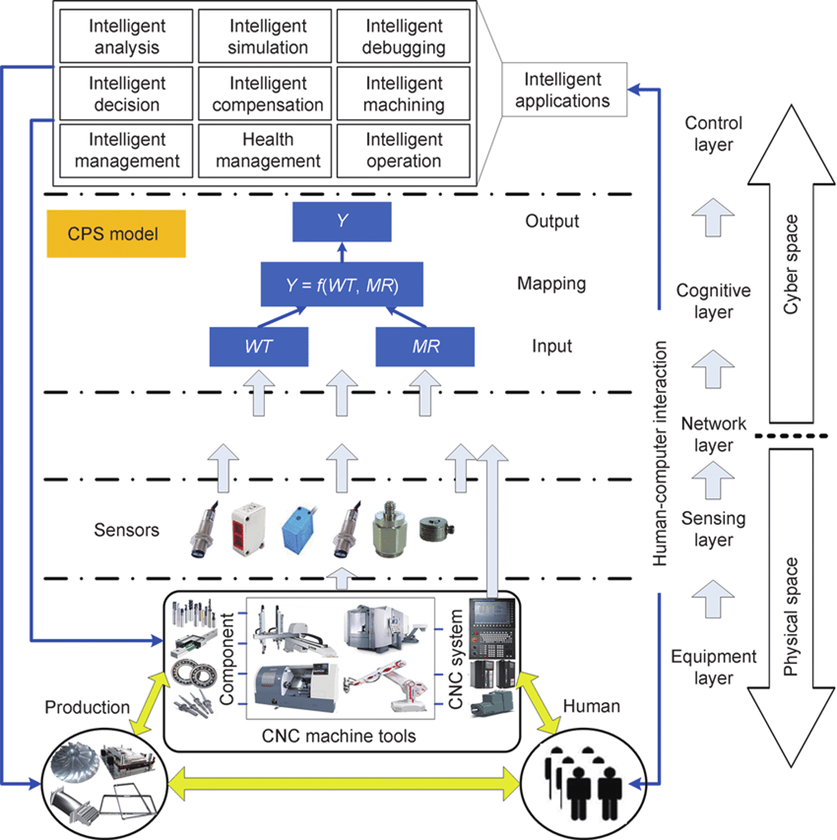 Intelligent
analysis
Intelligent
simulation
Intelligent
debugging
Intelligent
decision
Intelligent
compensation
Intelligent
machining
Intelligent
management
Health
management
Intelligent
operation
Intelligent
applications
Control
layer
CPS model
Y
Output
Y = f(WT, MR)
Mapping
WT
MR
Input
Cognitive
layer
Cyber space
Human-computer interaction
Network
layer
Sensors
Sensing
layer
Physical space
Equipment
layer
Component
CNC system
CNC machine tools
Production
Human